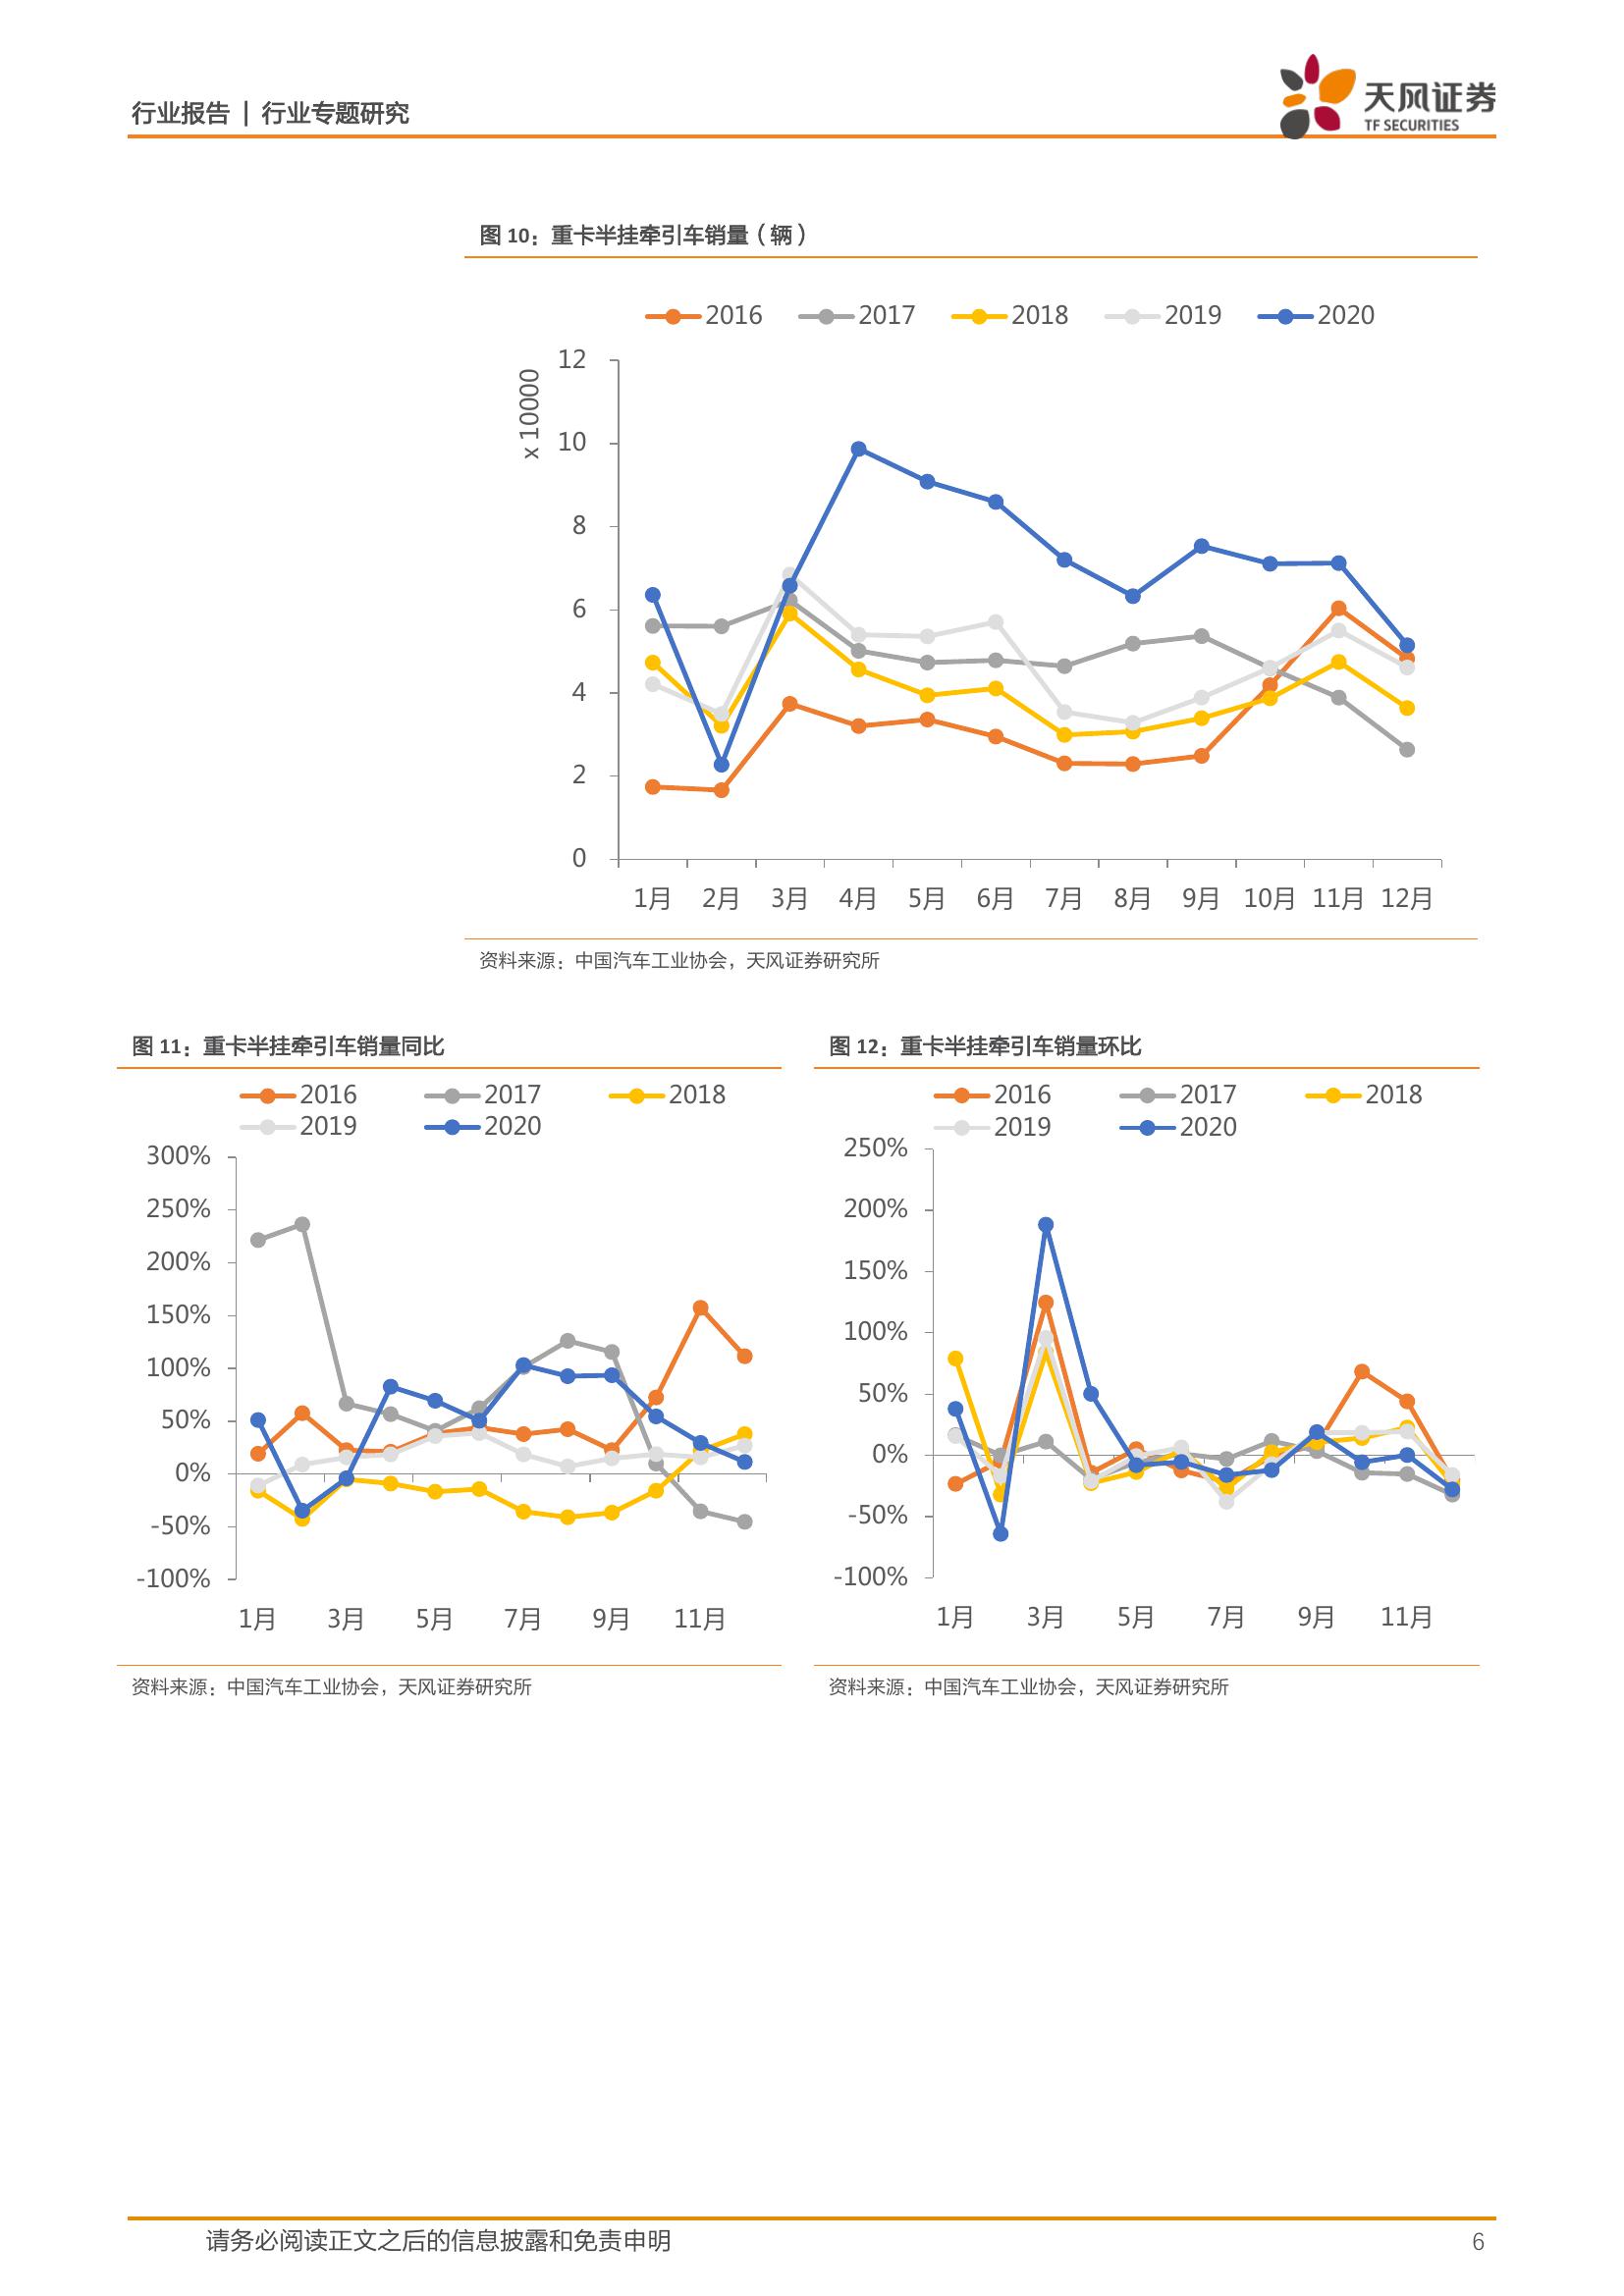 行业报告 | 行业专题研究
天风证券
TF SECURITIES
图 10：重卡半挂牵引车销量（辆）
2016 2017 2018 2019 2020
x 10000
12
10
8
6
4
2
0
1月 2月 3月 4月 5月 6月 7月 8月 9月 10月 11月 12月
资料来源：中国汽车工业协会，天风证券研究所
图 11：重卡半挂牵引车销量同比
2016 2017 2018
2019 2020
300%
250%
200%
150%
100%
50%
0%
-50%
-100%
1月 3月 5月 7月 9月 11月
资料来源：中国汽车工业协会，天风证券研究所
图 12：重卡半挂牵引车销量环比
2016 2017 2018
2019 2020
250%
200%
150%
100%
50%
0%
-50%
-100%
1月 3月 5月 7月 9月 11月
资料来源：中国汽车工业协会，天风证券研究所
请务必阅读正文之后的信息披露和免责申明 6